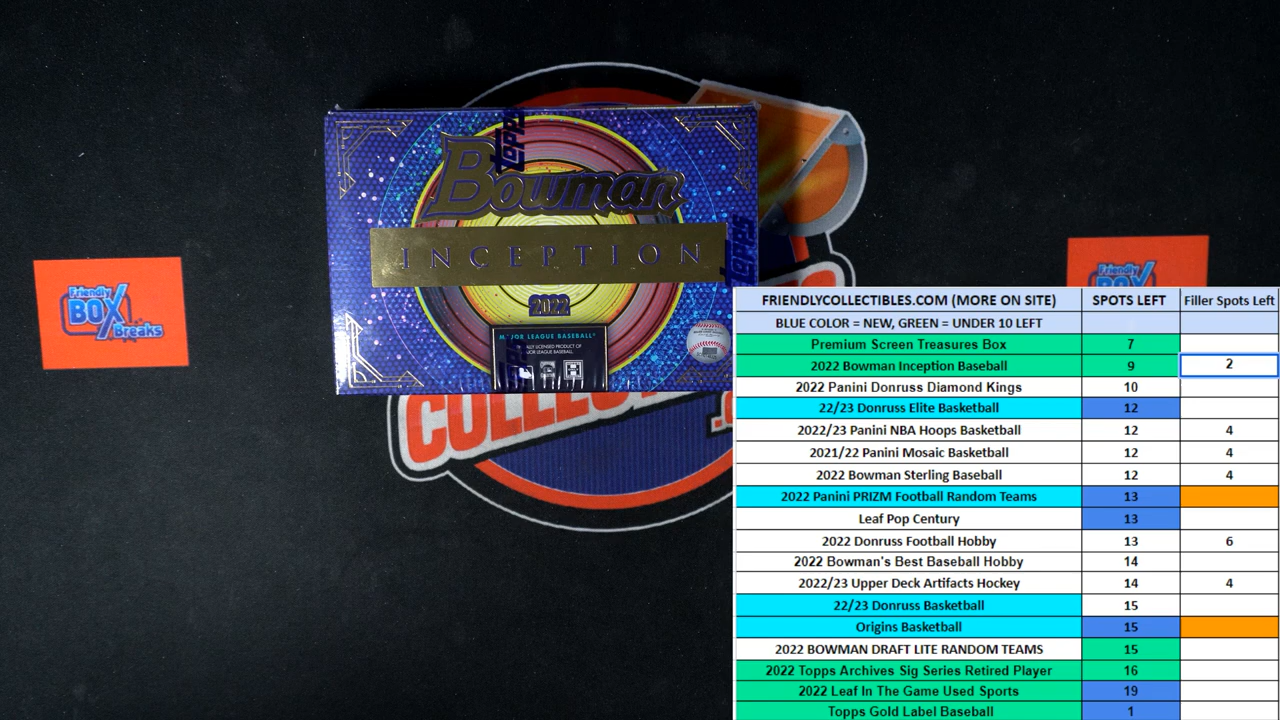 topps
Bowman
INCEPTION
topps
2022
MAJOR LEAGUE BASEBALL
Friendly
BOX
Breaks
Friendly
BOX
FRIENDLYCOLLECTIBLES.COM (MORE ON SITE) SPOTS LEFT Filler Spots Left
BLUE COLOR = NEW, GREEN = UNDER 10 LEFT
Premium Screen Treasures Box 7
2022 Bowman Inception Baseball 9 2
2022 Panini Donruss Diamond Kings 10
22/23 Donruss Elite Basketball 12
2022/23 Panini NBA Hoops Basketball 12 4
2021/22 Panini Mosaic Basketball 12 4
2022 Bowman Sterling Baseball 12 4
2022 Panini PRIZM Football Random Teams 13
Leaf Pop Century 13
2022 Donruss Football Hobby 13 6
2022 Bowman's Best Baseball Hobby 14
2022/23 Upper Deck Artifacts Hockey 14 4
22/23 Donruss Basketball 15
Origins Basketball 15
2022 BOWMAN DRAFT LITE RANDOM TEAMS 15
2022 Topps Archives Sig Series Retired Player 16
2022 Leaf In The Game Used Sports 19
Topps Gold Label Baseball 1